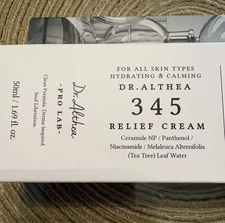 FOR ALL SKIN TYPES
HYDRATING & CALMING
DR.ALTHEA
345
RELIEF CREAM
Ceramide NP / Panthenol /
Niacinamide / Melaleuca Alternifolia
(Tea Tree) Leaf Water
Dr.Althea
-PRO LAB-
Clean Formula. Derma Inspired.
Soul Liberation.
50ml / 1.69 fl. oz.